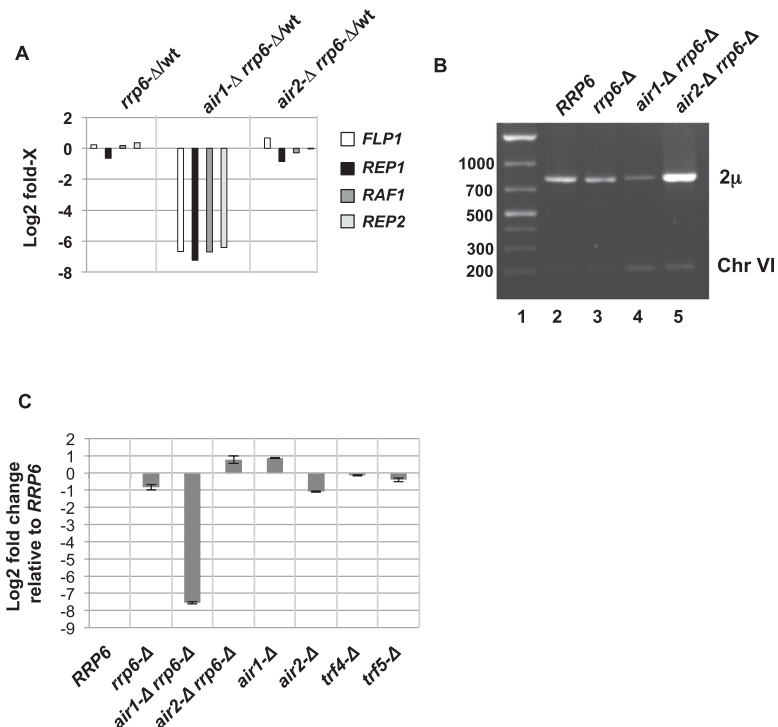 A
rrp6-Δ/wt
air1-Δ rrp6-Δ/wt
air2-Δ rrp6-Δ/wt
Log2 fold-X
2
0
-2
-4
-6
-8
FLP1
REP1
RAF1
REP2
B
RRP6
rrp6-Δ
air1-Δ rrp6-Δ
air2-Δ rrp6-Δ
1000
700
500
300
200
2μ
Chr VI
1 2 3 4 5
C
Log2 fold change
relative to RRP6
2
1
0
-1
-2
-3
-4
-5
-6
-7
-8
-9
RRP6
rrp6-Δ
air1-Δ rrp6-Δ
air2-Δ rrp6-Δ
air1-Δ
air2-Δ
trf4-Δ
trf5-Δ